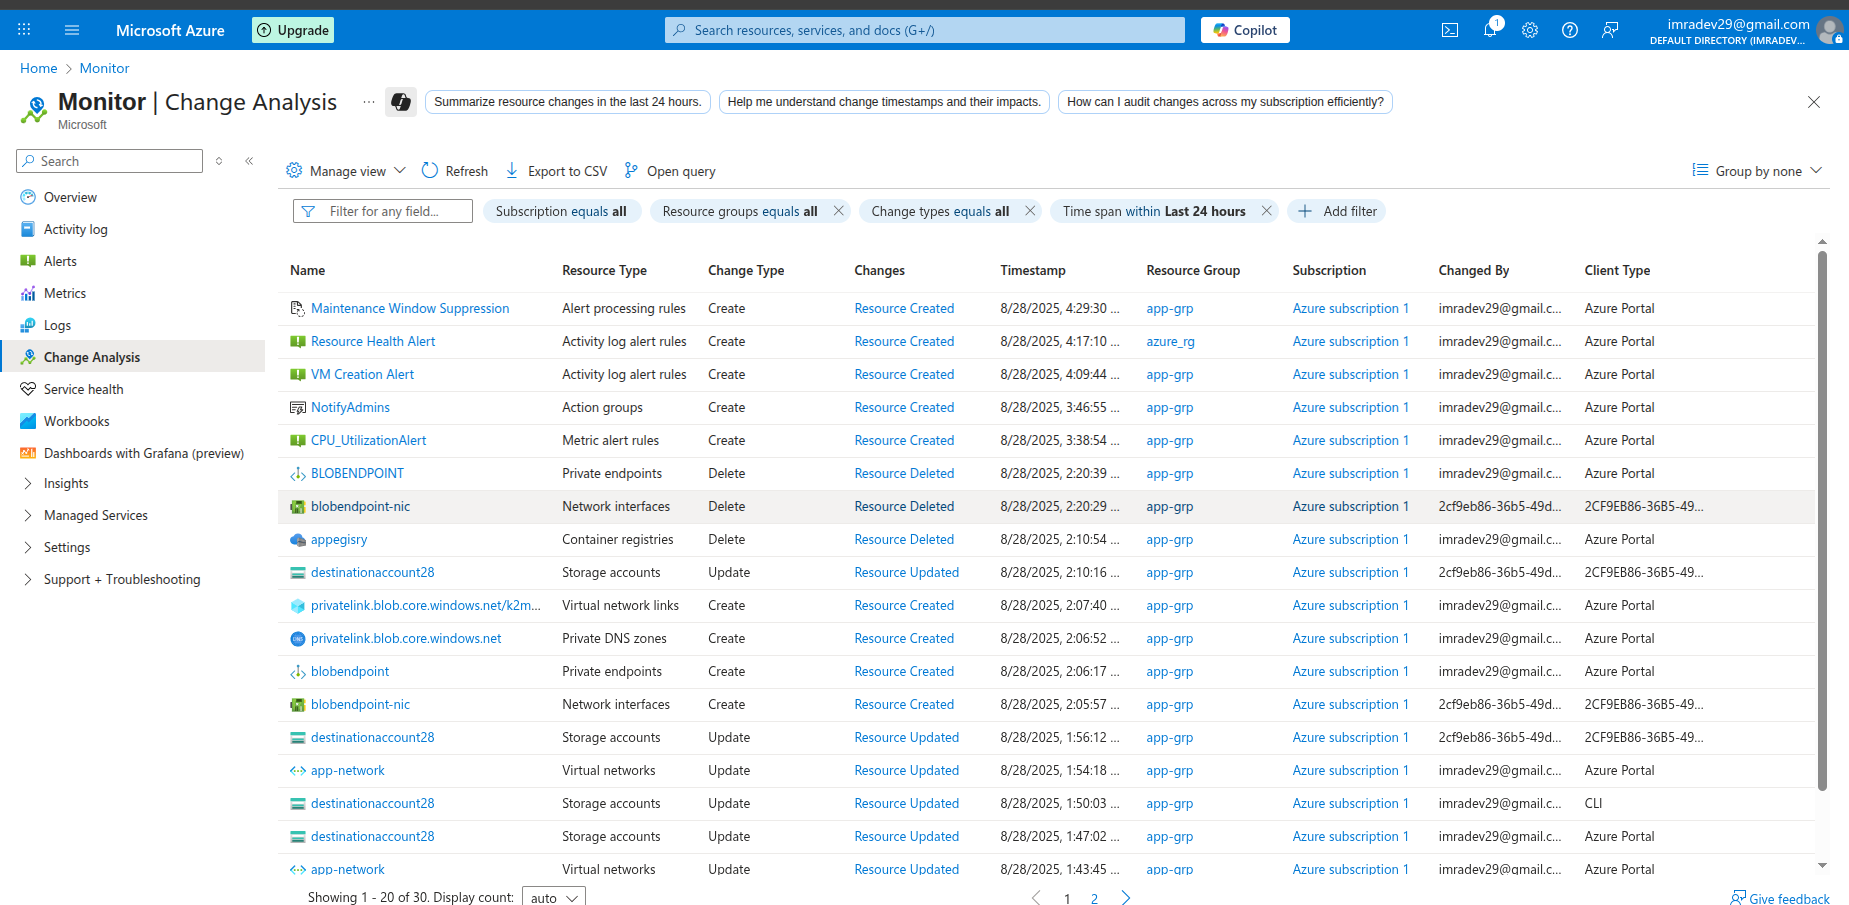 Microsoft Azure
Upgrade
Search resources, services, and docs (G+/)
Copilot
1
imradev29@gmail.com
DEFAULT DIRECTORY (IMRADEV...
Home > Monitor
Monitor | Change Analysis
...
Summarize resource changes in the last 24 hours.
Help me understand change timestamps and their impacts.
How can I audit changes across my subscription efficiently?
Microsoft
Search
Overview
Activity log
Alerts
Metrics
Logs
Change Analysis
Service health
Workbooks
Dashboards with Grafana (preview)
Insights
Managed Services
Settings
Support + Troubleshooting
Manage view
Refresh
Export to CSV
Open query
Group by none
Filter for any field...
Subscription equals all
Resource groups equals all
Change types equals all
Time span within Last 24 hours
Add filter
Name Resource Type Change Type Changes Timestamp Resource Group Subscription Changed By Client Type
Maintenance Window Suppression Alert processing rules Create Resource Created 8/28/2025, 4:29:30 ... app-grp Azure subscription 1 imradev29@gmail.c... Azure Portal
Resource Health Alert Activity log alert rules Create Resource Created 8/28/2025, 4:17:10 ... azure_rg Azure subscription 1 imradev29@gmail.c... Azure Portal
VM Creation Alert Activity log alert rules Create Resource Created 8/28/2025, 4:09:44 ... app-grp Azure subscription 1 imradev29@gmail.c... Azure Portal
NotifyAdmins Action groups Create Resource Created 8/28/2025, 3:46:55 ... app-grp Azure subscription 1 imradev29@gmail.c... Azure Portal
CPU_UtilizationAlert Metric alert rules Create Resource Created 8/28/2025, 3:38:54 ... app-grp Azure subscription 1 imradev29@gmail.c... Azure Portal
BLOBENDPOINT Private endpoints Delete Resource Deleted 8/28/2025, 2:20:39 ... app-grp Azure subscription 1 imradev29@gmail.c... Azure Portal
blobendpoint-nic Network interfaces Delete Resource Deleted 8/28/2025, 2:20:29 ... app-grp Azure subscription 1 2cf9eb86-36b5-49d... 2CF9EB86-36B5-49...
appegisry Container registries Delete Resource Deleted 8/28/2025, 2:10:54 ... app-grp Azure subscription 1 imradev29@gmail.c... Azure Portal
destinationaccount28 Storage accounts Update Resource Updated 8/28/2025, 2:10:16 ... app-grp Azure subscription 1 2cf9eb86-36b5-49d... 2CF9EB86-36B5-49...
privatelink.blob.core.windows.net/k2m... Virtual network links Create Resource Created 8/28/2025, 2:07:40 ... app-grp Azure subscription 1 imradev29@gmail.c... Azure Portal
privatelink.blob.core.windows.net Private DNS zones Create Resource Created 8/28/2025, 2:06:52 ... app-grp Azure subscription 1 imradev29@gmail.c... Azure Portal
blobendpoint Private endpoints Create Resource Created 8/28/2025, 2:06:17 ... app-grp Azure subscription 1 imradev29@gmail.c... Azure Portal
blobendpoint-nic Network interfaces Create Resource Created 8/28/2025, 2:05:57 ... app-grp Azure subscription 1 2cf9eb86-36b5-49d... 2CF9EB86-36B5-49...
destinationaccount28 Storage accounts Update Resource Updated 8/28/2025, 1:56:12 ... app-grp Azure subscription 1 2cf9eb86-36b5-49d... 2CF9EB86-36B5-49...
app-network Virtual networks Update Resource Updated 8/28/2025, 1:54:18 ... app-grp Azure subscription 1 imradev29@gmail.c... Azure Portal
destinationaccount28 Storage accounts Update Resource Updated 8/28/2025, 1:50:03 ... app-grp Azure subscription 1 imradev29@gmail.c... CLI
destinationaccount28 Storage accounts Update Resource Updated 8/28/2025, 1:47:02 ... app-grp Azure subscription 1 imradev29@gmail.c... Azure Portal
app-network Virtual networks Update Resource Updated 8/28/2025, 1:43:45 ... app-grp Azure subscription 1 imradev29@gmail.c... Azure Portal
Showing 1 - 20 of 30. Display count: auto
1 2
Give feedback